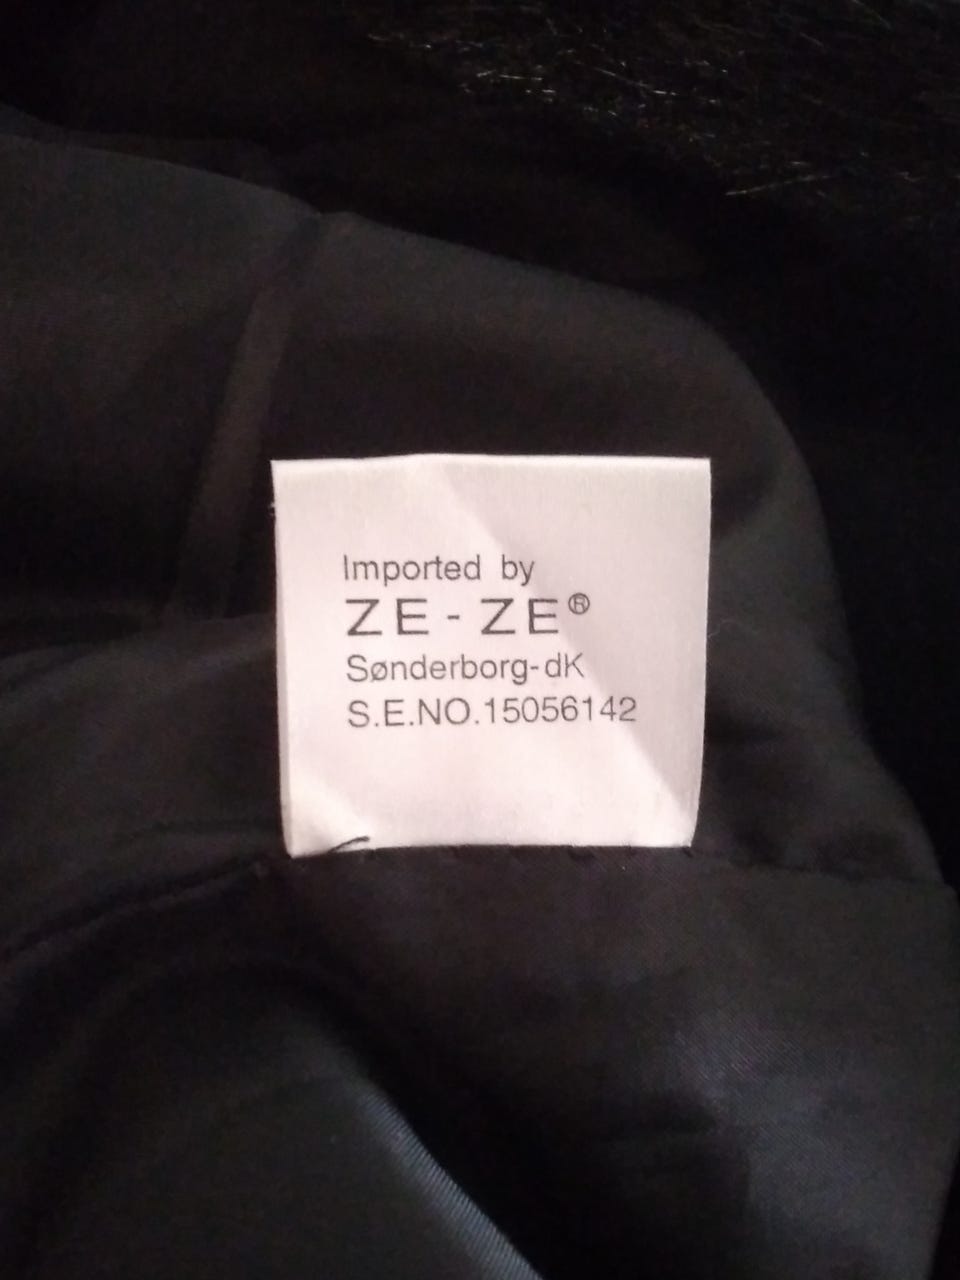 Imported by
ZE - ZE®
Sønderborg-dK
S.E.NO.15056142